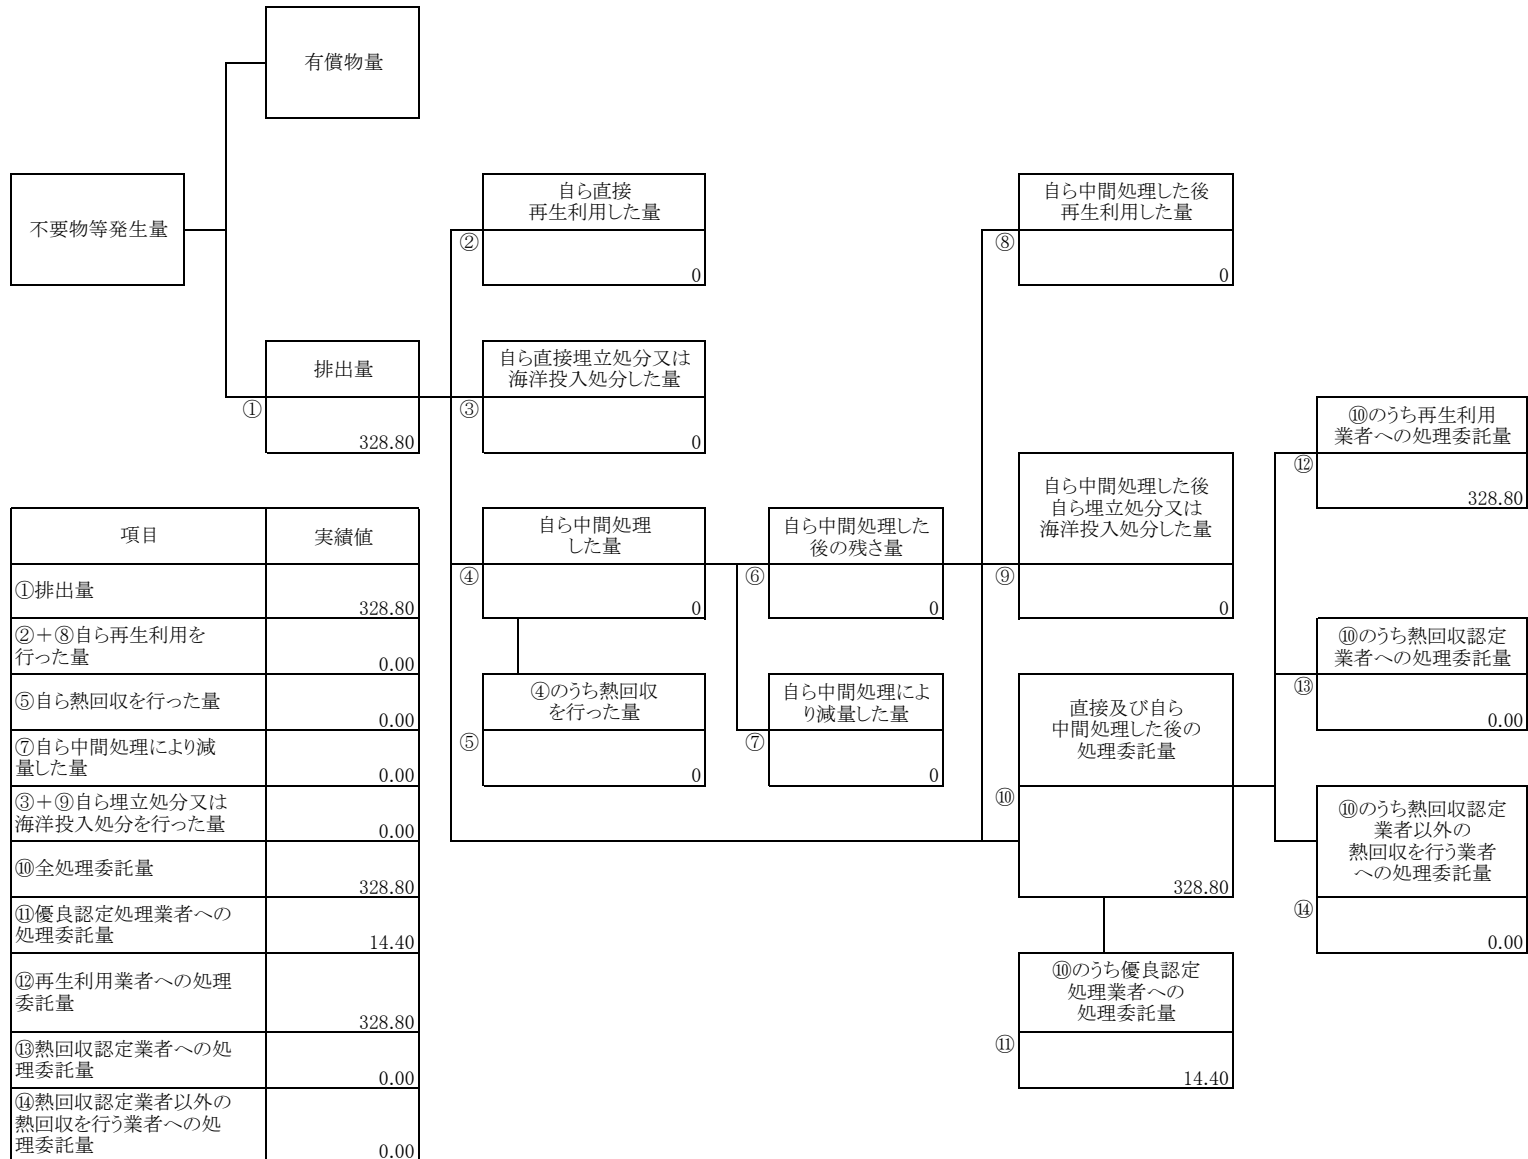 有償物量
不要物等発生量
自ら直接
再生利用した量
②
0
自ら中間処理した後
再生利用した量
⑧
0
排出量
①
328.80
自ら直接埋立処分又は
海洋投入処分した量
③
0
⑩のうち再生利用
業者への処理委託量
⑫
328.80
自ら中間処理
した量
④
0
自ら中間処理した
後の残さ量
⑥
0
自ら中間処理した後
自ら埋立処分又は
海洋投入処分した量
⑨
0
⑩のうち熱回収認定
業者への処理委託量
⑬
0.00
④のうち熱回収
を行った量
⑤
0
自ら中間処理によ
り減量した量
⑦
0
直接及び自ら
中間処理した後の
処理委託量
⑩
328.80
⑩のうち熱回収認定
業者以外の
熱回収を行う業者
への処理委託量
⑭
0.00
⑩のうち優良認定
処理業者への
処理委託量
⑪
14.40
項目 実績値
①排出量
328.80
②+⑧自ら再生利用を
行った量
0.00
⑤自ら熱回収を行った量
0.00
⑦自ら中間処理により減
量した量
0.00
③+⑨自ら埋立処分又は
海洋投入処分を行った量
0.00
⑩全処理委託量
328.80
⑪優良認定処理業者への
処理委託量
14.40
⑫再生利用業者への処理
委託量
328.80
⑬熱回収認定業者への処
理委託量
0.00
⑭熱回収認定業者以外の
熱回収を行う業者への処
理委託量
0.00